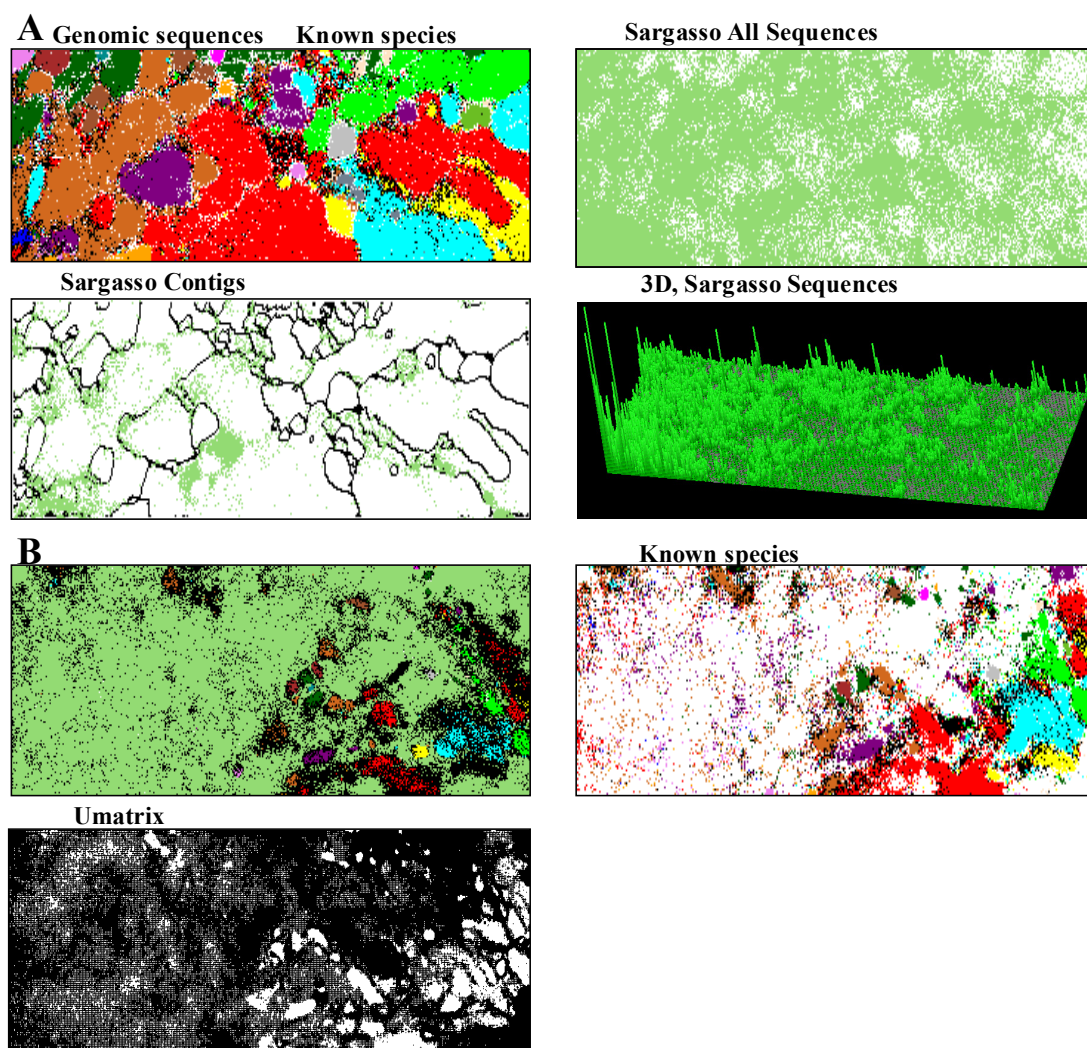 A Genomic sequences Known species
Sargasso All Sequences
Sargasso Contigs
3D, Sargasso Sequences
B
Known species
Umatrix